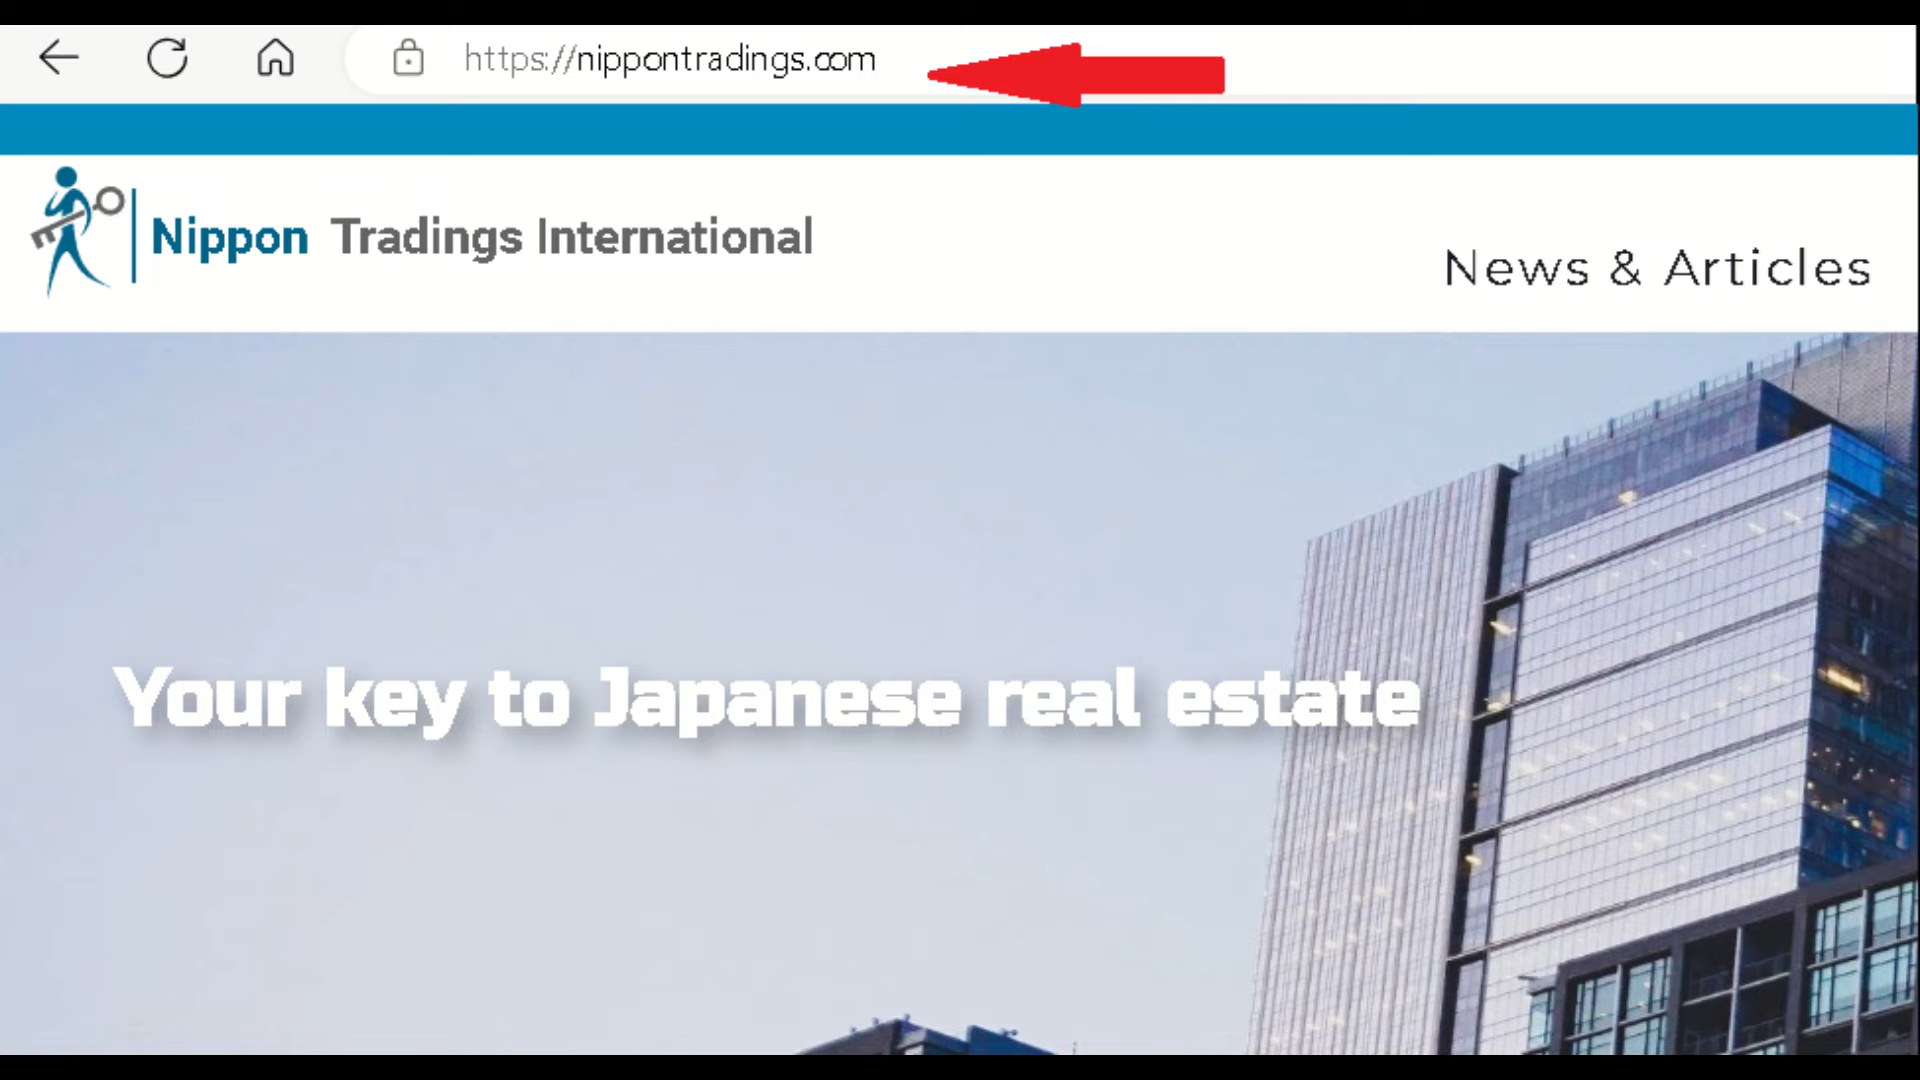 https://nippontradings.com
Nippon Tradings International
News & Articles
Your key to Japanese real estate